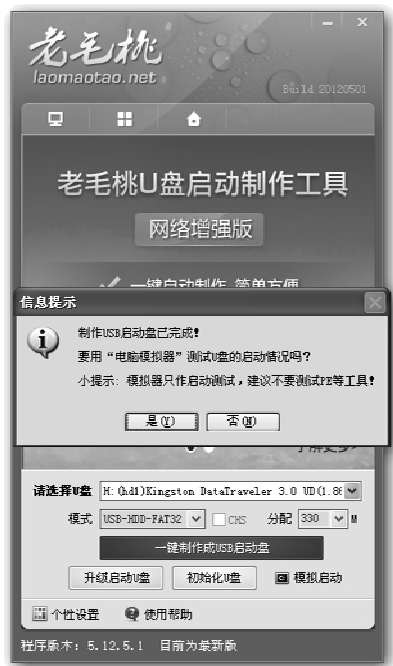 老毛桃
laomaotao.net
Build 20120501
老毛桃U盘启动制作工具
网络增强版
一键启动制作 简单方便
信息提示
制作USB启动盘已完成!
要用“电脑模拟器”测试U盘的启动情况吗?
小提示: 模拟器只作启动测试,建议不要测试PE等工具!
是(Y) 否(N)
了解更多>
请选择U盘 H:(hd1)Kingston DataTraveler 3.0 UD(1.86
模式 USB-HDD-FAT32 CHS 分配 330 M
一键制作成USB启动盘
升级启动U盘 初始化U盘 模拟启动
个性设置 使用帮助
程序版本: 5.12.5.1 目前为最新版